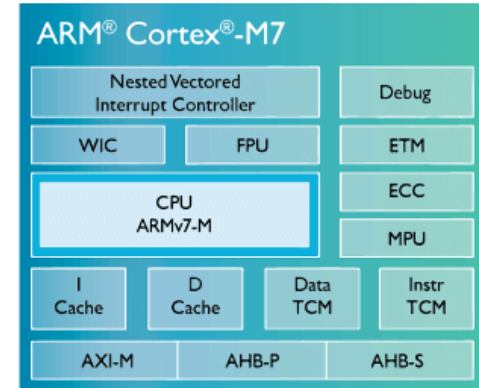 ARM® Cortex®-M7
Nested Vectored
Interrupt Controller
Debug
WIC
FPU
ETM
CPU
ARMv7-M
ECC
MPU
I
Cache
D
Cache
Data
TCM
Instr
TCM
AXI-M
AHB-P
AHB-S